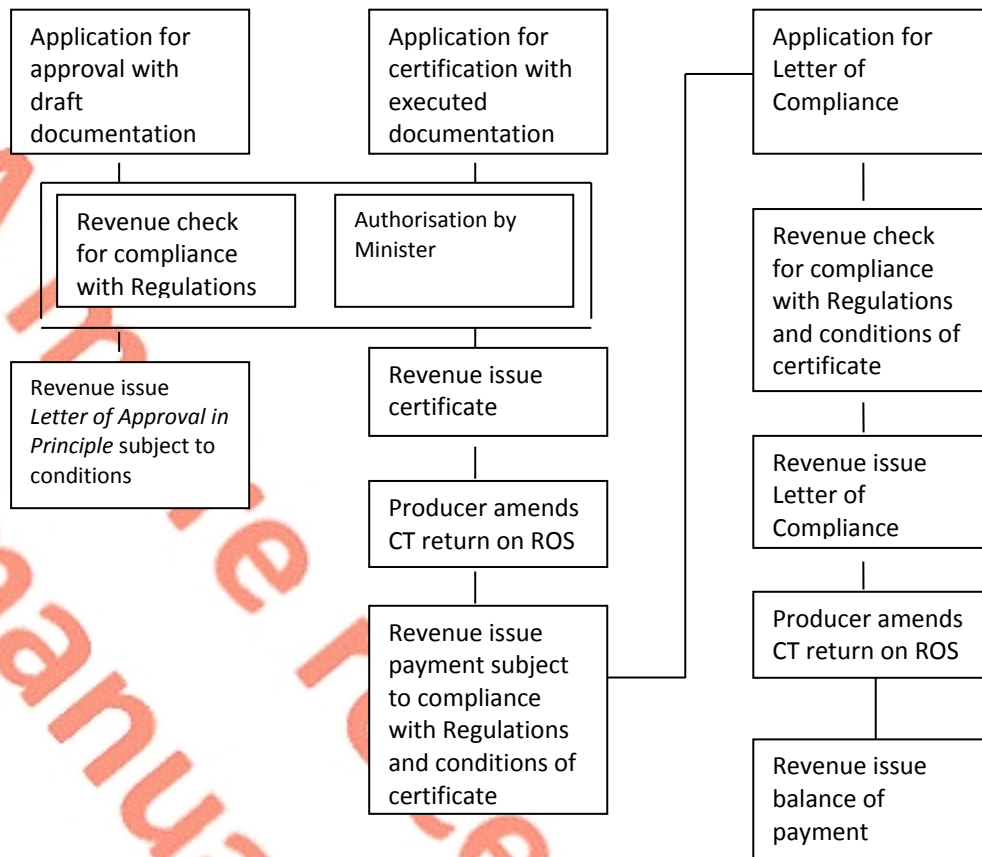 Application for
approval with
draft
documentation
Application for
certification with
executed
documentation
Revenue check
for compliance
with Regulations
Authorisation by
Minister
Revenue issue
Letter of Approval in
Principle subject to
conditions
Revenue issue
certificate
Producer amends
CT return on ROS
Revenue issue
payment subject
to compliance
with Regulations
and conditions of
certificate
Application for
Letter of
Compliance
Revenue check
for compliance
with Regulations
and conditions of
certificate
Revenue issue
Letter of
Compliance
Producer amends
CT return on ROS
Revenue issue
balance of
payment